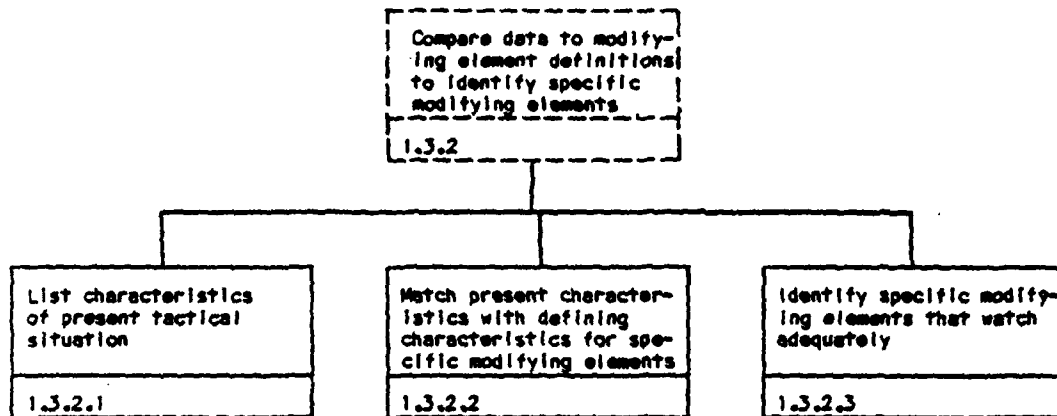 Compare data to modify-
ing element definitions
to identify specific
modifying elements
1.3.2
List characteristics
of present tactical
situation
1.3.2.1
Match present character-
istics with defining
characteristics for spe-
cific modifying elements
1.3.2.2
Identify specific modify-
ing elements that watch
adequately
1.3.2.3